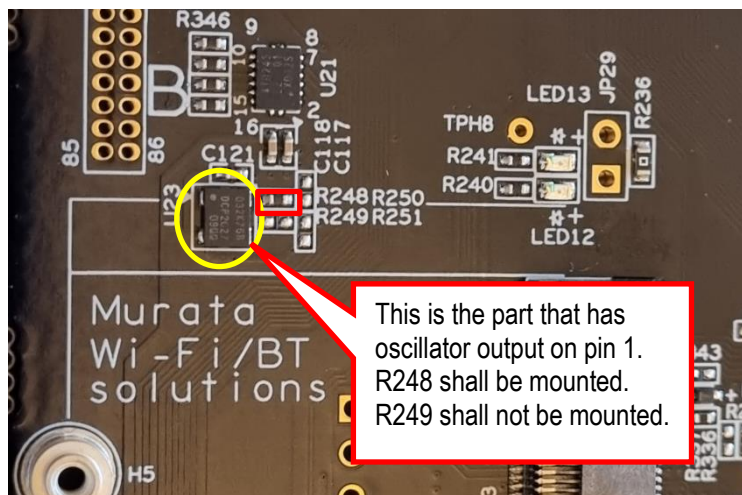 R346
9
8
10
7
U21
B
15
2
16
85
86
C121
C118
C117
U23
R248 R250
R249 R251
LED13
JP29
R236
TPH8
# +
R241
R240
# +
LED12
Murata
Wi-Fi/BT
solutions
This is the part that has
oscillator output on pin 1.
R248 shall be mounted.
R249 shall not be mounted.
H5
R336